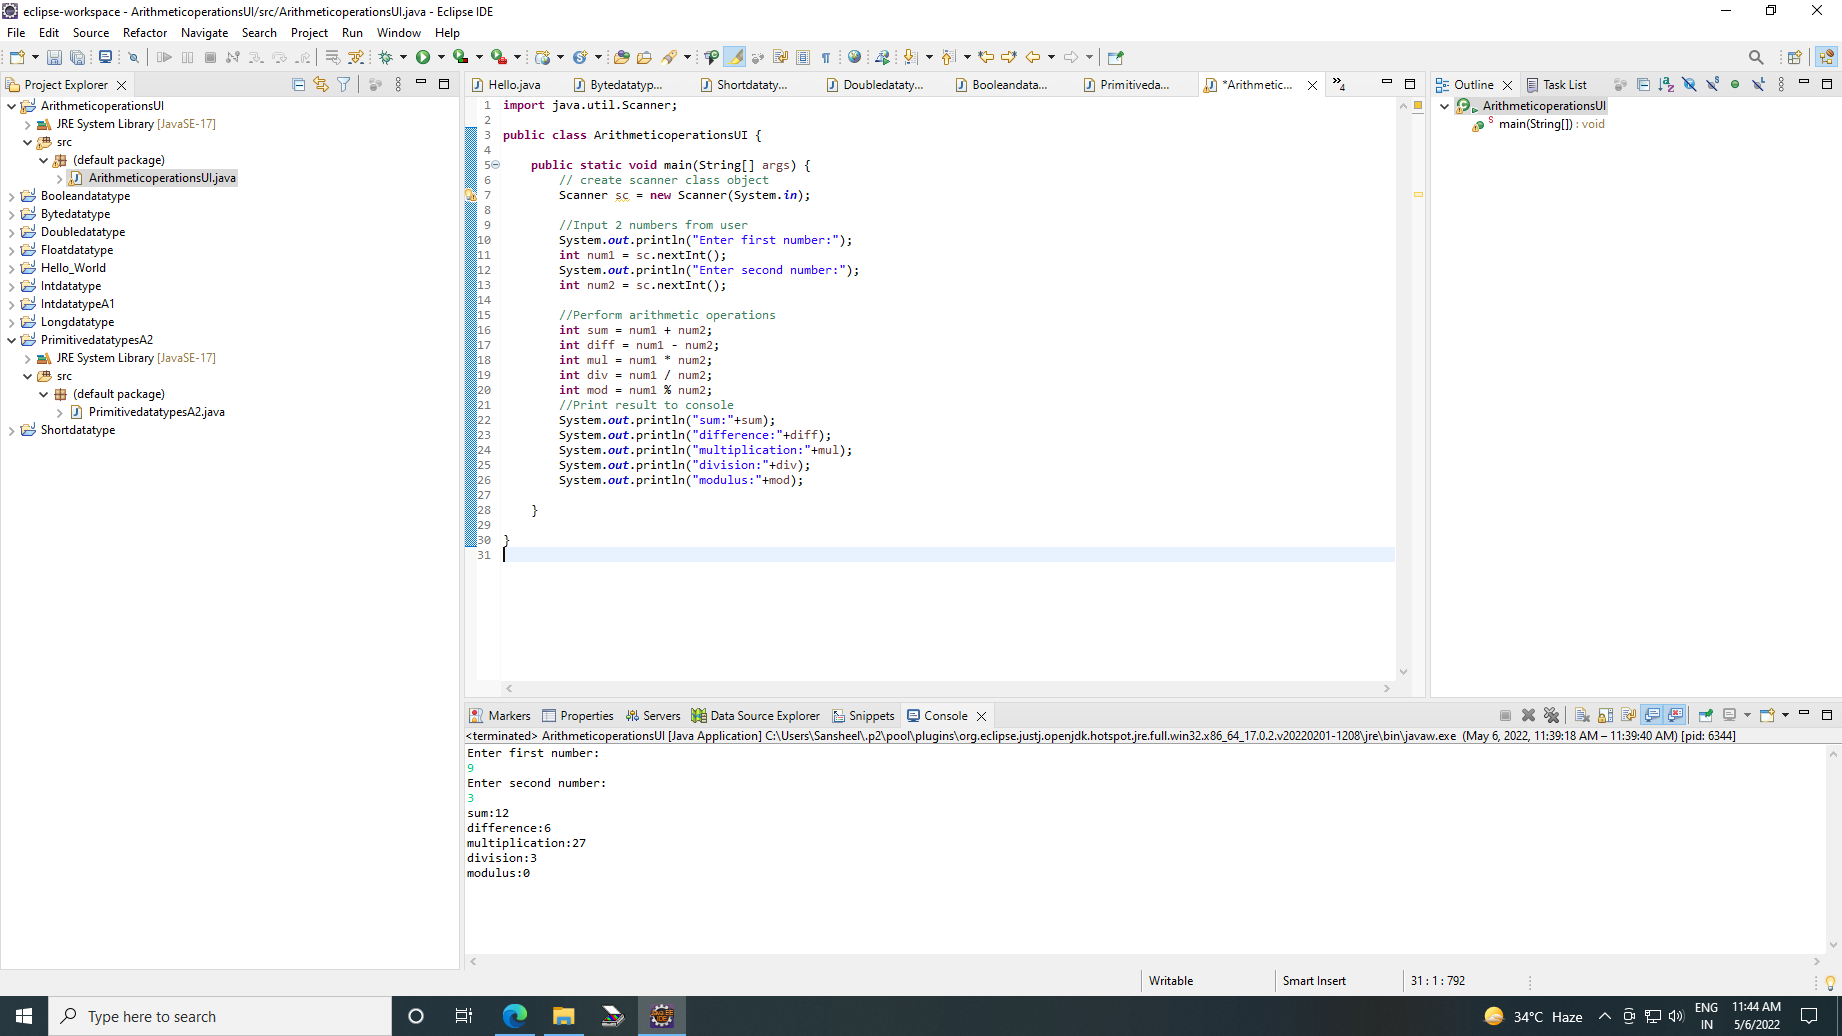 eclipse-workspace - ArithmeticoperationsUI/src/ArithmeticoperationsUI.java - Eclipse IDE
File Edit Source Refactor Navigate Search Project Run Window Help
Project Explorer
ArithmeticoperationsUI
JRE System Library [JavaSE-17]
src
(default package)
ArithmeticoperationsUI.java
Booleandatatype
Bytedatatype
Doubledatatype
Floatdatatype
Hello_World
Intdatatype
IntdatatypeA1
Longdatatype
PrimitivedatatypesA2
JRE System Library [JavaSE-17]
src
(default package)
PrimitivedatatypesA2.java
Shortdatatype
Hello.java Bytedatatyp... Shortdataty... Doubledataty... Booleandata... Primitiveda... *Arithmetic... »4
1 import java.util.Scanner;
2
3 public class ArithmeticoperationsUI {
4
5 public static void main(String[] args) {
6 // create scanner class object
7 Scanner sc = new Scanner(System.in);
8
9 //Input 2 numbers from user
10 System.out.println("Enter first number:");
11 int num1 = sc.nextInt();
12 System.out.println("Enter second number:");
13 int num2 = sc.nextInt();
14
15 //Perform arithmetic operations
16 int sum = num1 + num2;
17 int diff = num1 - num2;
18 int mul = num1 * num2;
19 int div = num1 / num2;
20 int mod = num1 % num2;
21 //Print result to console
22 System.out.println("sum:"+sum);
23 System.out.println("difference:"+diff);
24 System.out.println("multiplication:"+mul);
25 System.out.println("division:"+div);
26 System.out.println("modulus:"+mod);
27
28 }
29
30 }
31
Outline Task List
ArithmeticoperationsUI
main(String[]) : void
Markers Properties Servers Data Source Explorer Snippets Console
<terminated> ArithmeticoperationsUI [Java Application] C:\Users\Sansheel\.p2\pool\plugins\org.eclipse.justj.openjdk.hotspot.jre.full.win32.x86_64_17.0.2.v20220201-1208\jre\bin\javaw.exe (May 6, 2022, 11:39:18 AM – 11:39:40 AM) [pid: 6344]
Enter first number:
9
Enter second number:
3
sum:12
difference:6
multiplication:27
division:3
modulus:0
Writable Smart Insert 31 : 1 : 792
Type here to search
34°C Haze
ENG
IN
11:44 AM
5/6/2022